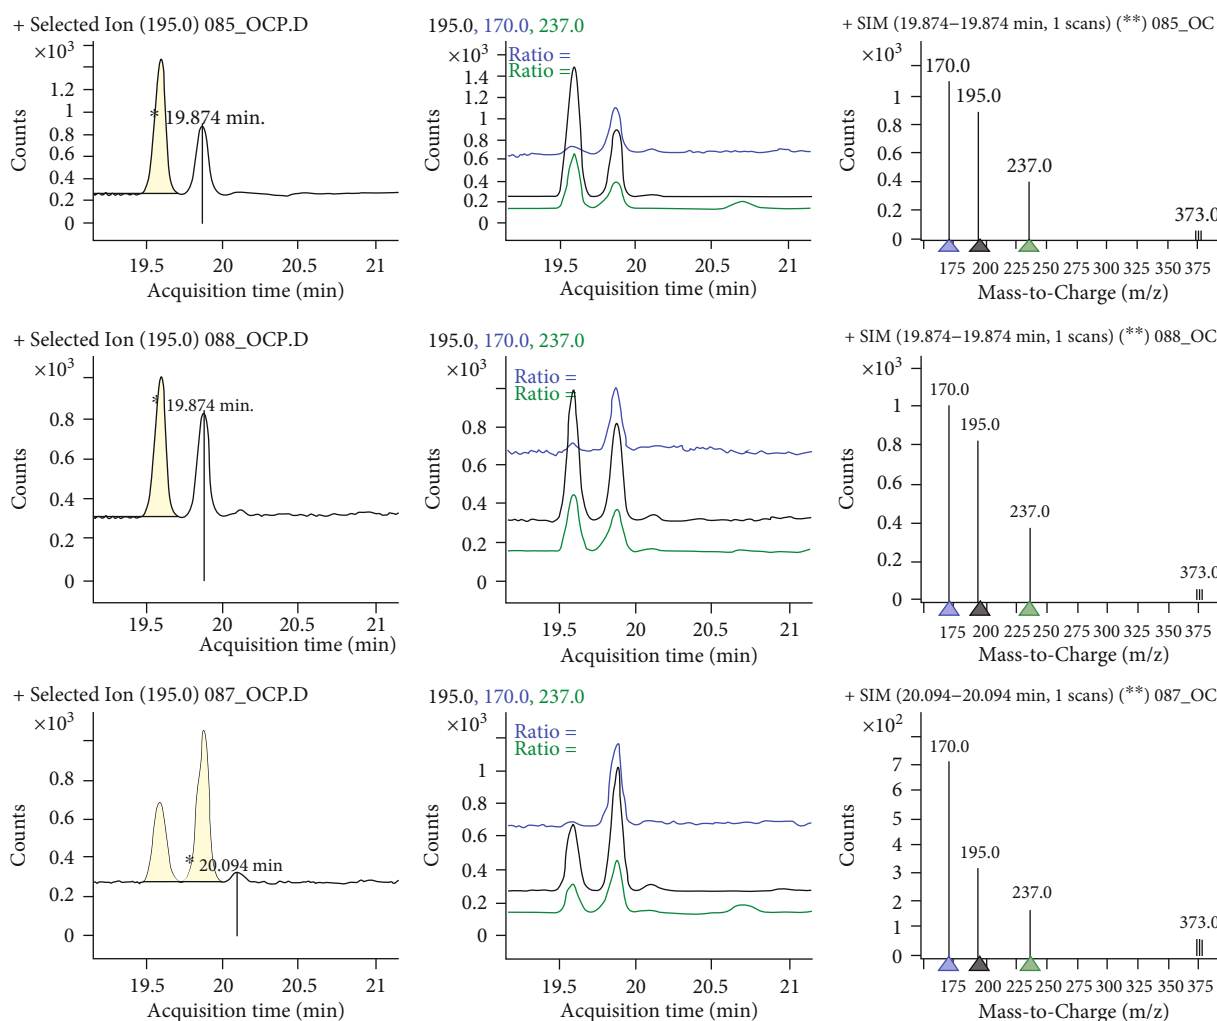 + Selected Ion (195.0) 085_OCP.D
×10³
Counts
1.2
1
0.8
0.6
0.4
0.2
0
* 19.874 min.
19.5 20 20.5 21
Acquisition time (min)
195.0, 170.0, 237.0
×10³
Ratio =
Ratio =
Counts
1.4
1.2
1
0.8
0.6
0.4
0.2
0
19.5 20 20.5 21
Acquisition time (min)
+ SIM (19.874−19.874 min, 1 scans) (**) 085_OC
×10³
Counts
1
0.8
0.6
0.4
0.2
0
170.0
195.0
237.0
373.0
175 200 225 250 275 300 325 350 375
Mass-to-Charge (m/z)
+ Selected Ion (195.0) 088_OCP.D
×10³
Counts
0.8
0.6
0.4
0.2
0
* 19.874 min.
19.5 20 20.5 21
Acquisition time (min)
195.0, 170.0, 237.0
×10³
Ratio =
Ratio =
Counts
0.8
0.6
0.4
0.2
0
19.5 20 20.5 21
Acquisition time (min)
+ SIM (19.874−19.874 min, 1 scans) (**) 088_OC
×10³
Counts
1
0.8
0.6
0.4
0.2
0
170.0
195.0
237.0
373.0
175 200 225 250 275 300 325 350 375
Mass-to-Charge (m/z)
+ Selected Ion (195.0) 087_OCP.D
×10³
Counts
0.8
0.6
0.4
0.2
0
* 20.094 min
19.5 20 20.5 21
Acquisition time (min)
195.0, 170.0, 237.0
×10³
Ratio =
Ratio =
Counts
1
0.8
0.6
0.4
0.2
0
19.5 20 20.5 21
Acquisition time (min)
+ SIM (20.094−20.094 min, 1 scans) (**) 087_OC
×10²
Counts
7
6
5
4
3
2
1
0
170.0
195.0
237.0
373.0
175 200 225 250 275 300 325 350 375
Mass-to-Charge (m/z)